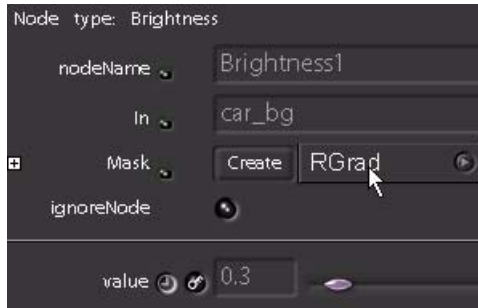 Node type: Brightness
nodeName Brightness1
In car_bg
Mask Create RGrad
ignoreNode
value 0.3